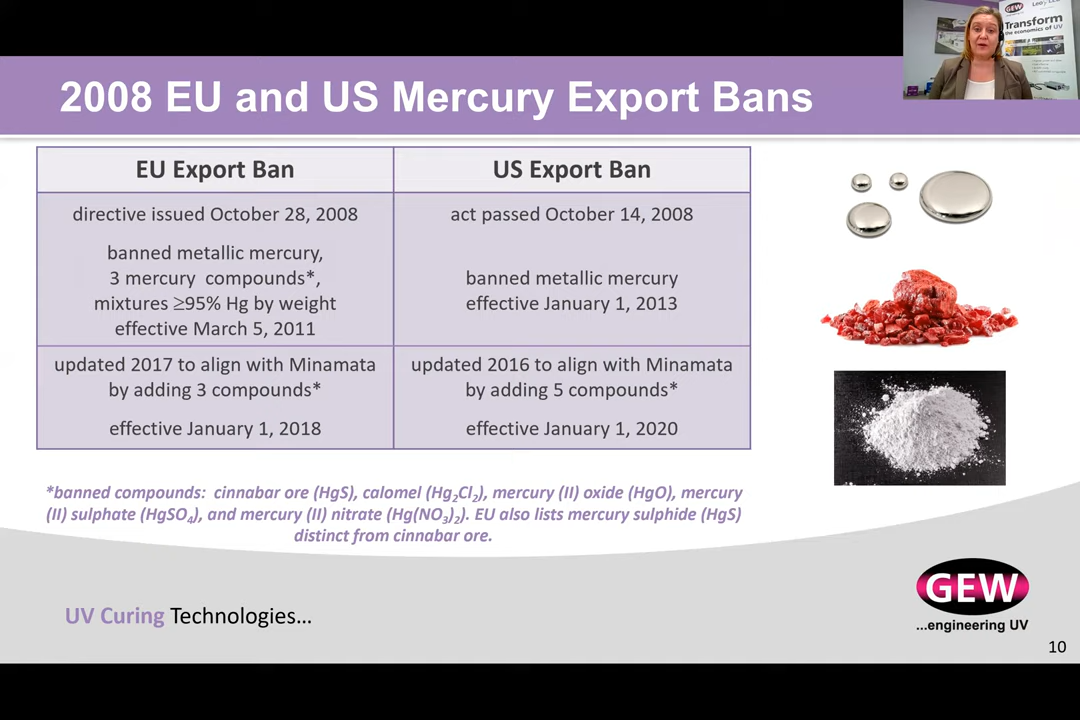 2008 EU and US Mercury Export Bans
EU Export Ban
US Export Ban
directive issued October 28, 2008
act passed October 14, 2008
banned metallic mercury,
3 mercury compounds*,
mixtures ≥95% Hg by weight
effective March 5, 2011
banned metallic mercury
effective January 1, 2013
updated 2017 to align with Minamata
by adding 3 compounds*
effective January 1, 2018
updated 2016 to align with Minamata
by adding 5 compounds*
effective January 1, 2020
*banned compounds: cinnabar ore (HgS), calomel (Hg₂Cl₂), mercury (II) oxide (HgO), mercury
(II) sulphate (HgSO₄), and mercury (II) nitrate (Hg(NO₃)₂). EU also lists mercury sulphide (HgS)
distinct from cinnabar ore.
UV Curing Technologies...
GEW
...engineering UV
10
GEW
Transform
the economics of UV